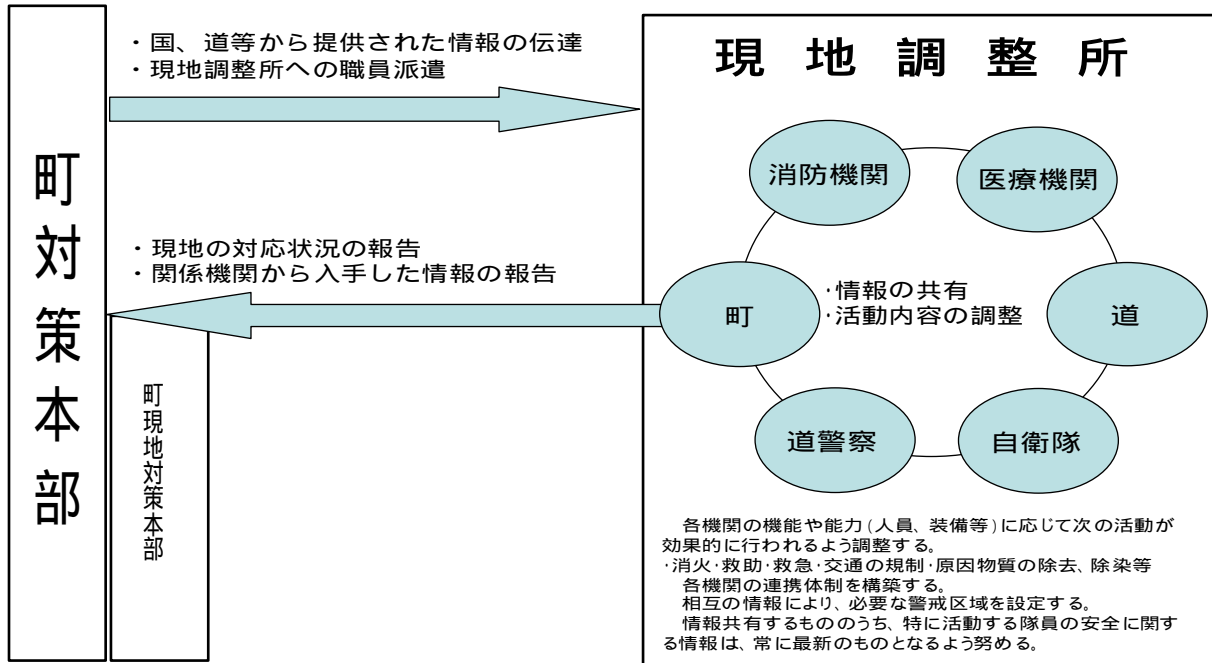 町対策本部
・国、道等から提供された情報の伝達
・現地調整所への職員派遣
・現地の対応状況の報告
・関係機関から入手した情報の報告
町現地対策本部
現地調整所
消防機関
医療機関
町
・情報の共有
・活動内容の調整
道
道警察
自衛隊
各機関の機能や能力(人員、装備等)に応じて次の活動が
効果的に行われるよう調整する。
・消火・救助・救急・交通の規制・原因物質の除去、除染等
各機関の連携体制を構築する。
相互の情報により、必要な警戒区域を設定する。
情報共有するもののうち、特に活動する隊員の安全に関す
る情報は、常に最新のものとなるよう努める。